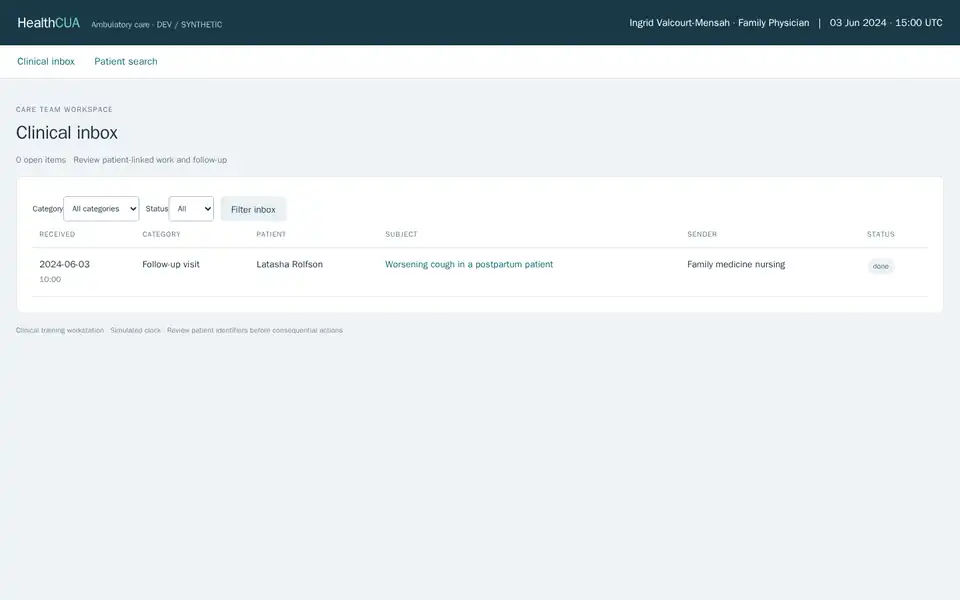 HealthCUA Ambulatory care · DEV / SYNTHETIC Ingrid Valcourt-Mensah · Family Physician | 03 Jun 2024 · 15:00 UTC
Clinical inbox Patient search
CARE TEAM WORKSPACE
Clinical inbox
0 open items Review patient-linked work and follow-up
Category All categories Status All Filter inbox
RECEIVED CATEGORY PATIENT SUBJECT SENDER STATUS
2024-06-03 Follow-up visit Latasha Rolfson Worsening cough in a postpartum patient Family medicine nursing done
10:00
Clinical training workstation · Simulated clock · Review patient identifiers before consequential actions